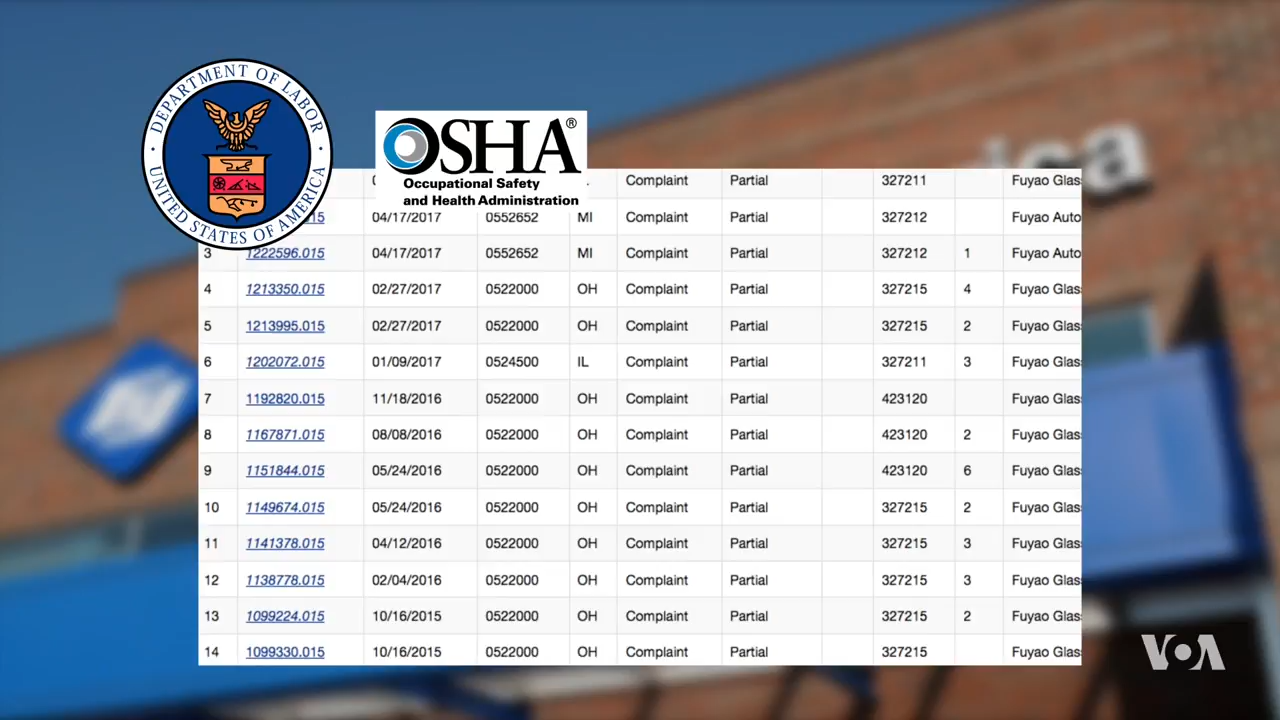 DEPARTMENT OF LABOR
UNITED STATES OF AMERICA
OSHA®
Occupational Safety
and Health Administration
Complaint Partial 327211 Fuyao Glas
15 04/17/2017 0552652 MI Complaint Partial 327212 Fuyao Auto
3 1222596.015 04/17/2017 0552652 MI Complaint Partial 327212 1 Fuyao Auto
4 1213350.015 02/27/2017 0522000 OH Complaint Partial 327215 4 Fuyao Glas
5 1213995.015 02/27/2017 0522000 OH Complaint Partial 327215 2 Fuyao Glas
6 1202072.015 01/09/2017 0524500 IL Complaint Partial 327211 3 Fuyao Glas
7 1192820.015 11/18/2016 0522000 OH Complaint Partial 423120 Fuyao Glas
8 1167871.015 08/08/2016 0522000 OH Complaint Partial 423120 2 Fuyao Glas
9 1151844.015 05/24/2016 0522000 OH Complaint Partial 423120 6 Fuyao Glas
10 1149674.015 05/24/2016 0522000 OH Complaint Partial 327215 2 Fuyao Glas
11 1141378.015 04/12/2016 0522000 OH Complaint Partial 327215 3 Fuyao Glas
12 1138778.015 02/04/2016 0522000 OH Complaint Partial 327215 3 Fuyao Glas
13 1099224.015 10/16/2015 0522000 OH Complaint Partial 327215 2 Fuyao Glas
14 1099330.015 10/16/2015 0522000 OH Complaint Partial 327215 Fuyao Glas
VOA